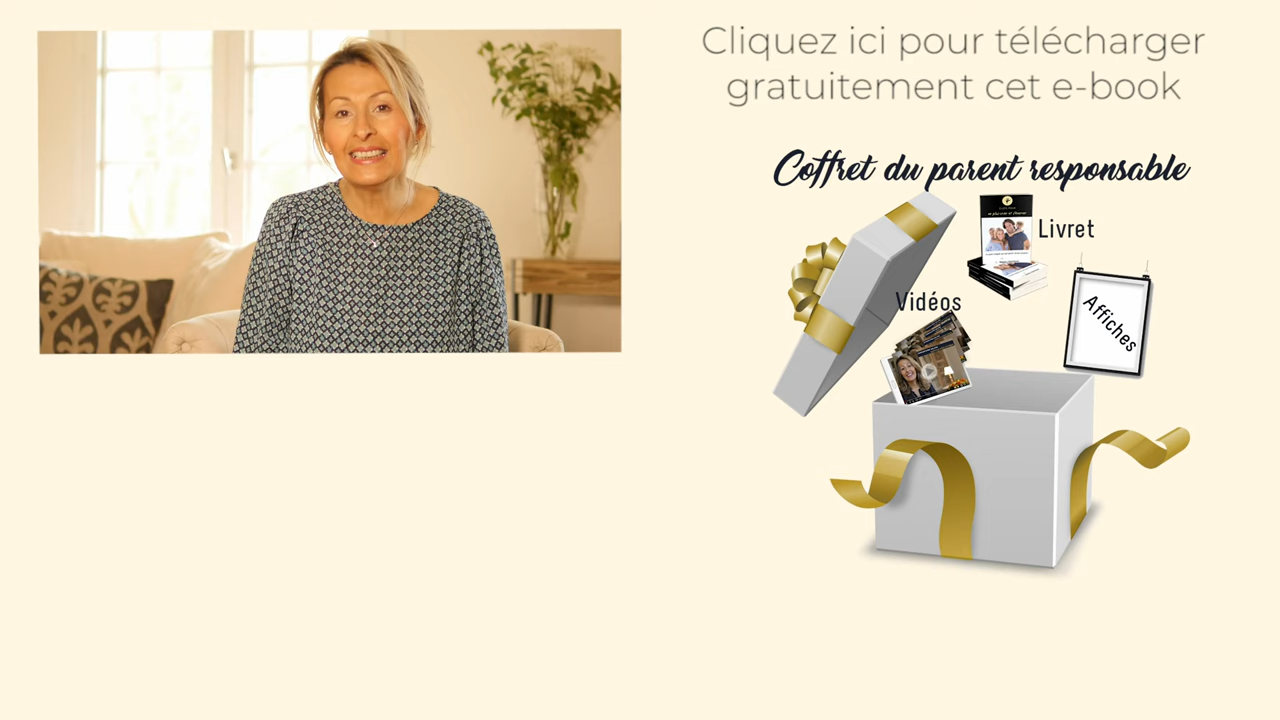 Cliquez ici pour télécharger
gratuitement cet e-book
Coffret du parent responsable
Livret
Vidéos
Affiches